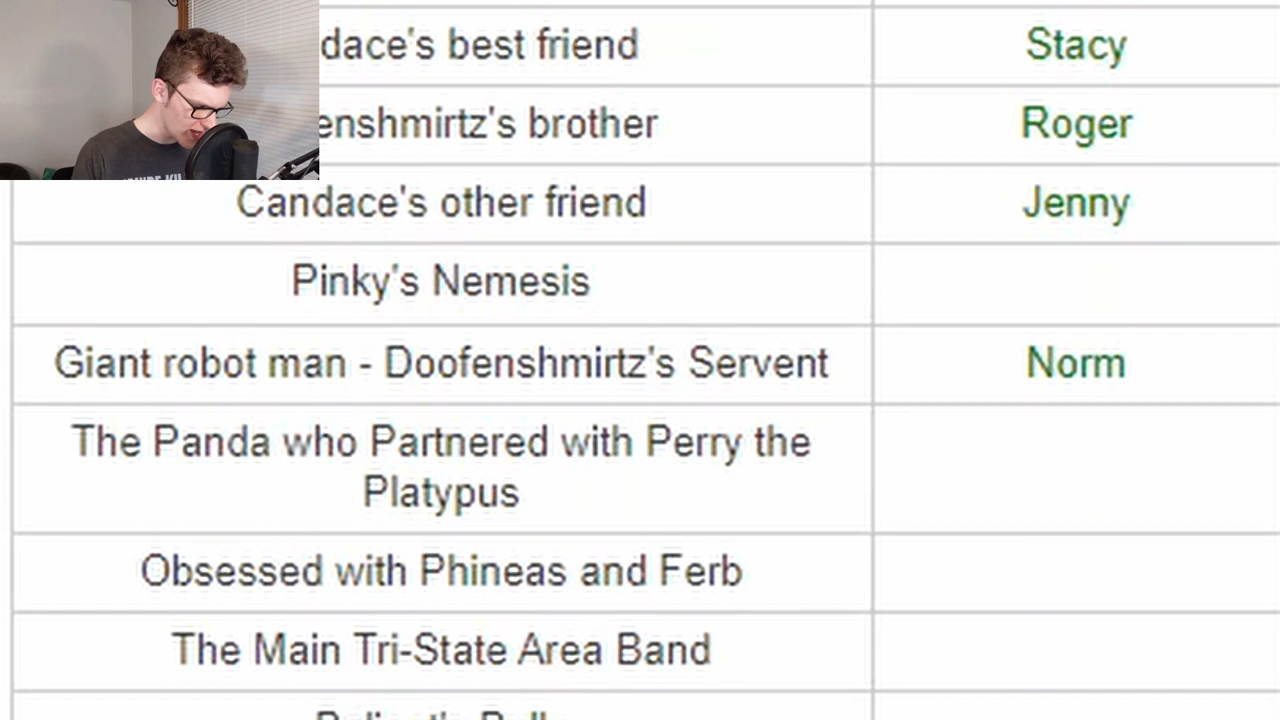 dace's best friend Stacy
enshmirtz's brother Roger
Candace's other friend Jenny
Pinky's Nemesis
Giant robot man - Doofenshmirtz's Servent Norm
The Panda who Partnered with Perry the
Platypus
Obsessed with Phineas and Ferb
The Main Tri-State Area Band